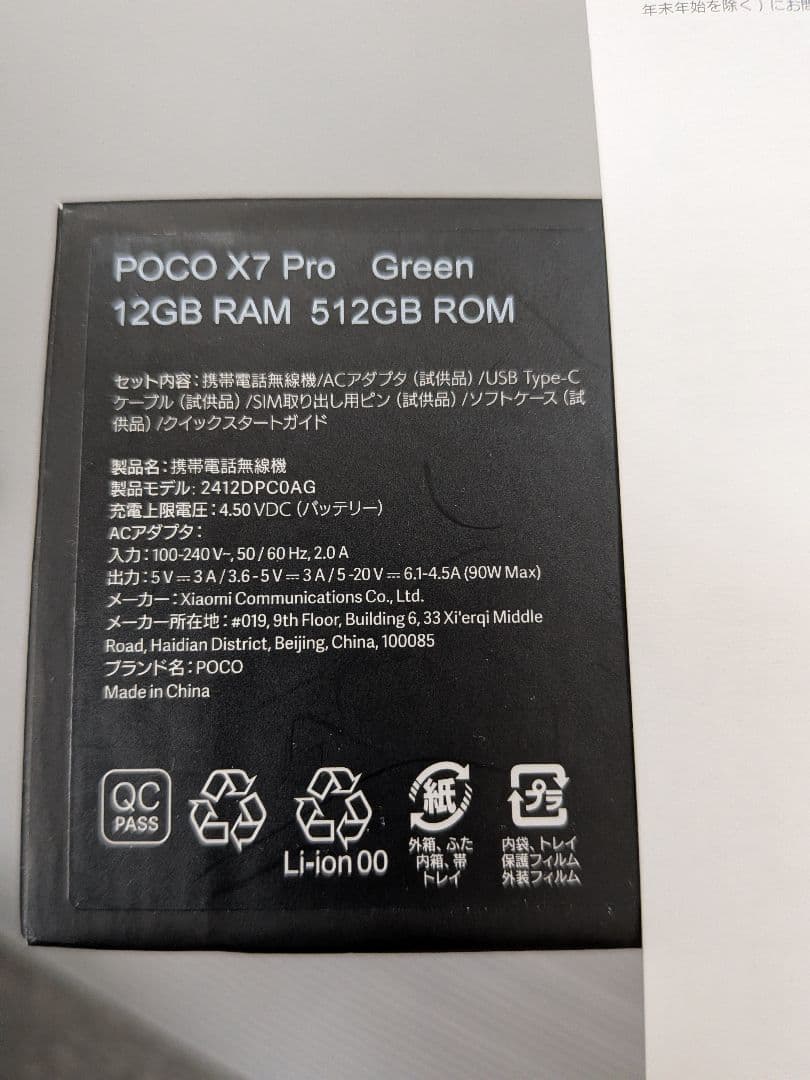 年末年始を除く）にお問
POCO X7 Pro Green
12GB RAM 512GB ROM
セット内容：携帯電話無線機/ACアダプタ（試供品）/USB Type-C
ケーブル（試供品）/SIM取り出し用ピン（試供品）/ソフトケース（試
供品）/クイックスタートガイド
製品名：携帯電話無線機
製品モデル: 2412DPC0AG
充電上限電圧：4.50 VDC（バッテリー）
ACアダプタ：
入力：100-240 V~, 50 / 60 Hz, 2.0 A
出力：5 V⎓3 A / 3.6-5 V⎓3 A / 5-20 V⎓6.1-4.5A (90W Max)
メーカー：Xiaomi Communications Co., Ltd.
メーカー所在地：#019, 9th Floor, Building 6, 33 Xi'erqi Middle
Road, Haidian District, Beijing, China, 100085
ブランド名：POCO
Made in China
QC
PASS
Li-ion 00
紙
外箱、ふた
内箱、帯
トレイ
プラ
内袋、トレイ
保護フィルム
外装フィルム